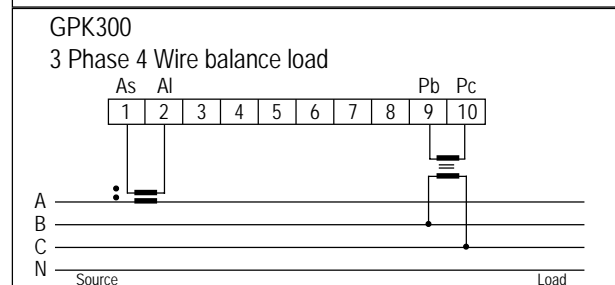 GPK300
3 Phase 4 Wire balance load
As Al Pb Pc
1 2 3 4 5 6 7 8 9 10
A
B
C
N
Source Load